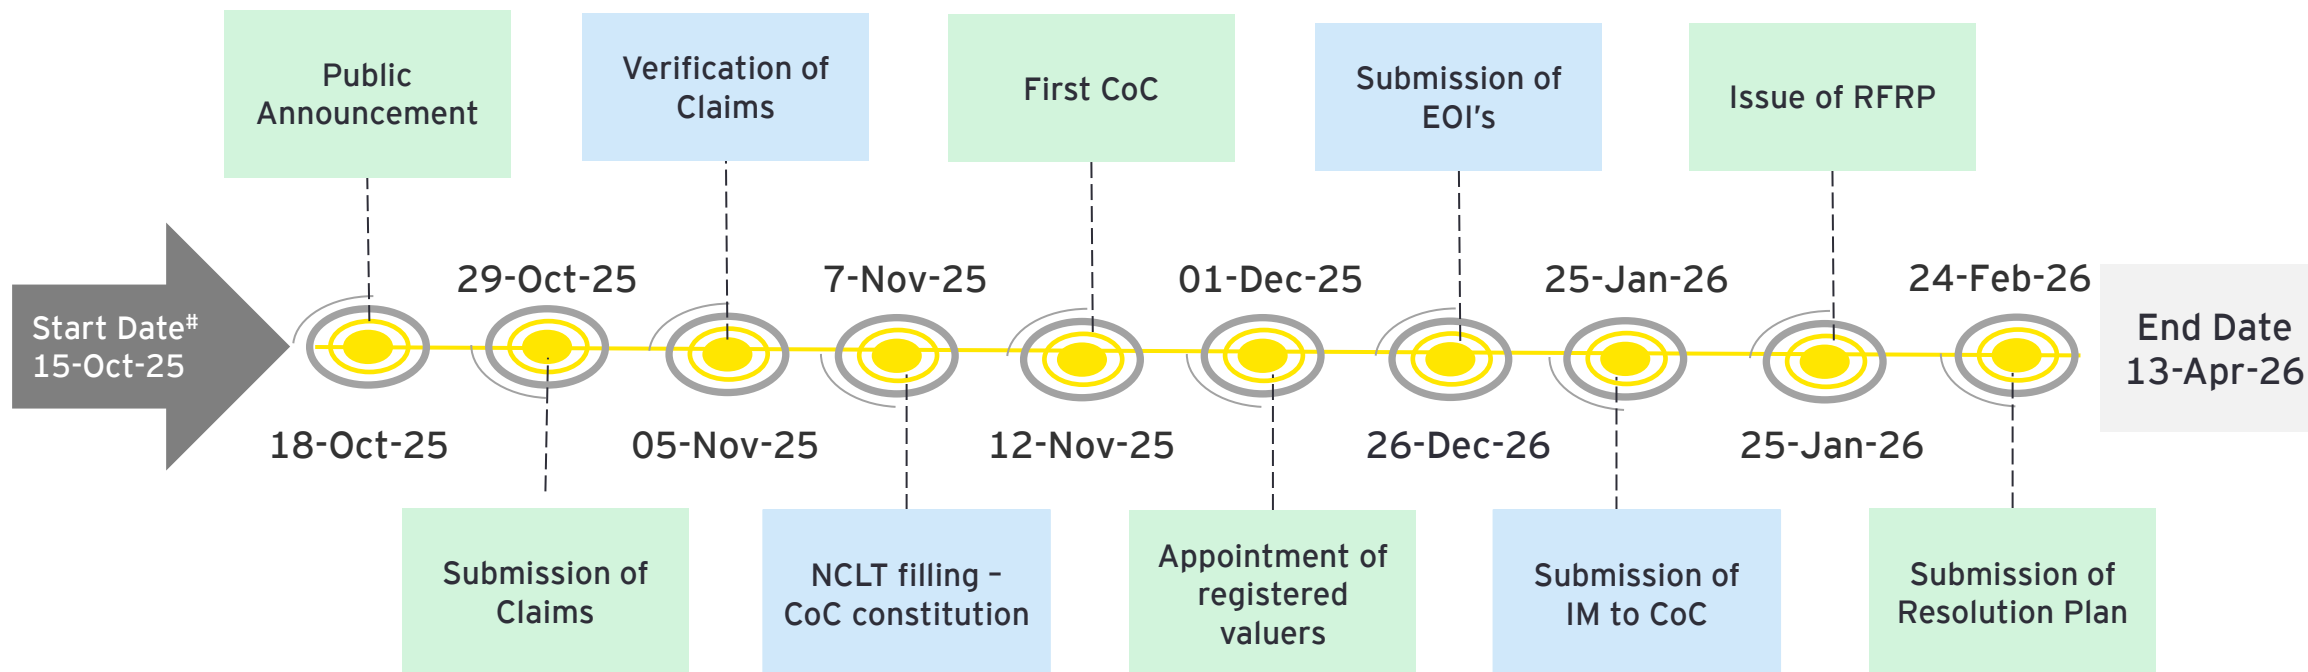 Public
Announcement
Verification of
Claims
First CoC
Submission of
EOI's
Issue of RFRP
Start Date#
15-Oct-25
29-Oct-25
7-Nov-25
01-Dec-25
25-Jan-26
24-Feb-26
End Date
13-Apr-26
18-Oct-25
05-Nov-25
12-Nov-25
26-Dec-26
25-Jan-26
Submission of
Claims
NCLT filling –
CoC constitution
Appointment of
registered
valuers
Submission of
IM to CoC
Submission of
Resolution Plan